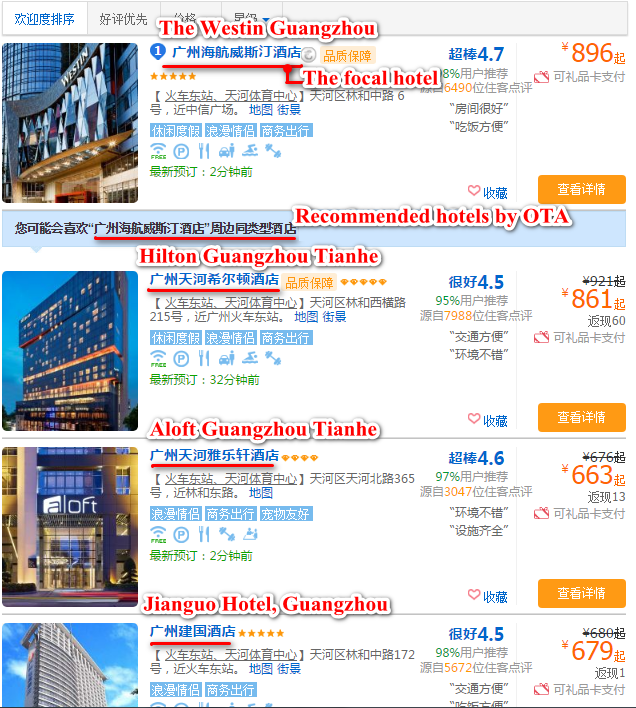 欢迎度排序 好评优先 价格 星级
The Westin Guangzhou
WESTIN
1 广州海航威斯汀酒店 品质保障
The focal hotel
超棒4.7
98%用户推荐
源自6490位住客点评
¥896起
可礼品卡支付
【 火车东站、天河体育中心 】天河区林和中路 6
号，近中信广场。 地图 街景
“房间很好”
“吃饭方便”
休闲度假 浪漫情侣 商务出行
FREE
最新预订：2分钟前
收藏
查看详情
Recommended hotels by OTA
您可能会喜欢“广州海航威斯汀酒店”周边同类型酒店
Hilton Guangzhou Tianhe
广州天河希尔顿酒店 品质保障
很好4.5
95%用户推荐
源自7988位住客点评
¥921起
¥861起
返现60
可礼品卡支付
【 火车东站、天河体育中心 】天河区林和西横路
215号，近广州火车东站。 地图 街景
“交通方便”
“环境不错”
休闲度假 浪漫情侣 商务出行
FREE
最新预订：32分钟前
收藏
查看详情
Aloft Guangzhou Tianhe
aloft
广州天河雅乐轩酒店
超棒4.6
97%用户推荐
源自3047位住客点评
¥676起
¥663起
返现13
可礼品卡支付
【 火车东站、天河体育中心 】天河区天河北路365
号，近林和东路。 地图
“环境不错”
“设施齐全”
浪漫情侣 商务出行 宠物友好
FREE
最新预订：2分钟前
收藏
查看详情
Jianguo Hotel, Guangzhou
广州建国酒店
很好4.5
98%用户推荐
源自5672位住客点评
¥680起
¥679起
返现1
可礼品卡支付
【 火车东站、天河体育中心 】天河区林和中路172
号，近火车东站。 地图 街景
“交通方便”
“吃饭方便”
浪漫情侣 商务出行